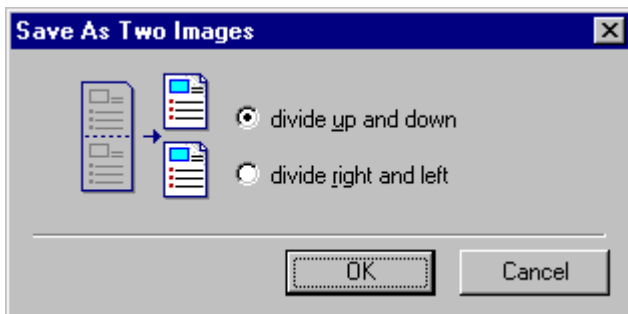 Save As Two Images
divide up and down
divide right and left
OK
Cancel